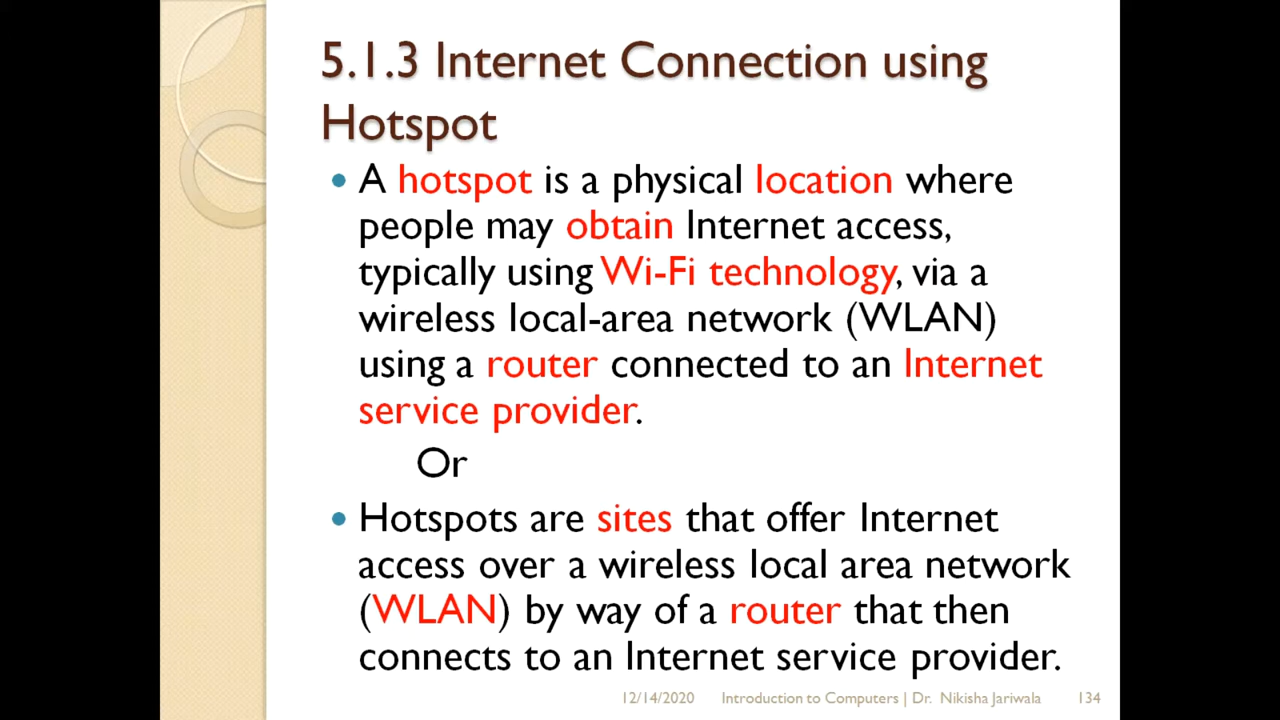 5.1.3 Internet Connection using
Hotspot
• A hotspot is a physical location where
people may obtain Internet access,
typically using Wi-Fi technology, via a
wireless local-area network (WLAN)
using a router connected to an Internet
service provider.
Or
• Hotspots are sites that offer Internet
access over a wireless local area network
(WLAN) by way of a router that then
connects to an Internet service provider.
12/14/2020 Introduction to Computers | Dr. Nikisha Jariwala 134